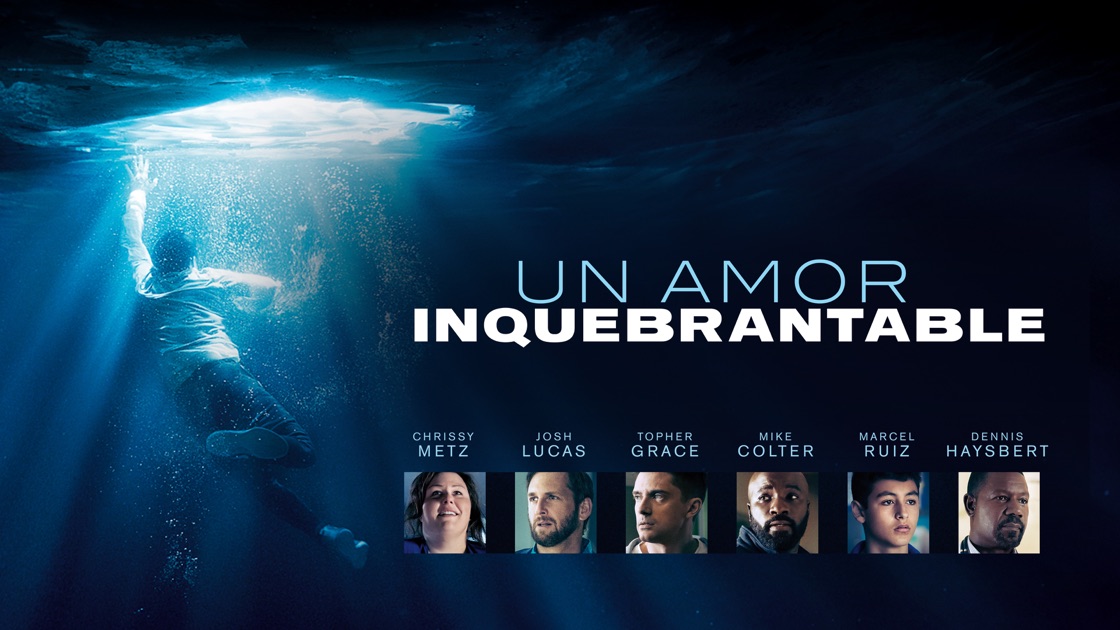 UN AMOR
INQUEBRANTABLE
CHRISSY METZ
JOSH LUCAS
TOPHER GRACE
MIKE COLTER
MARCEL RUIZ
DENNIS HAYSBERT